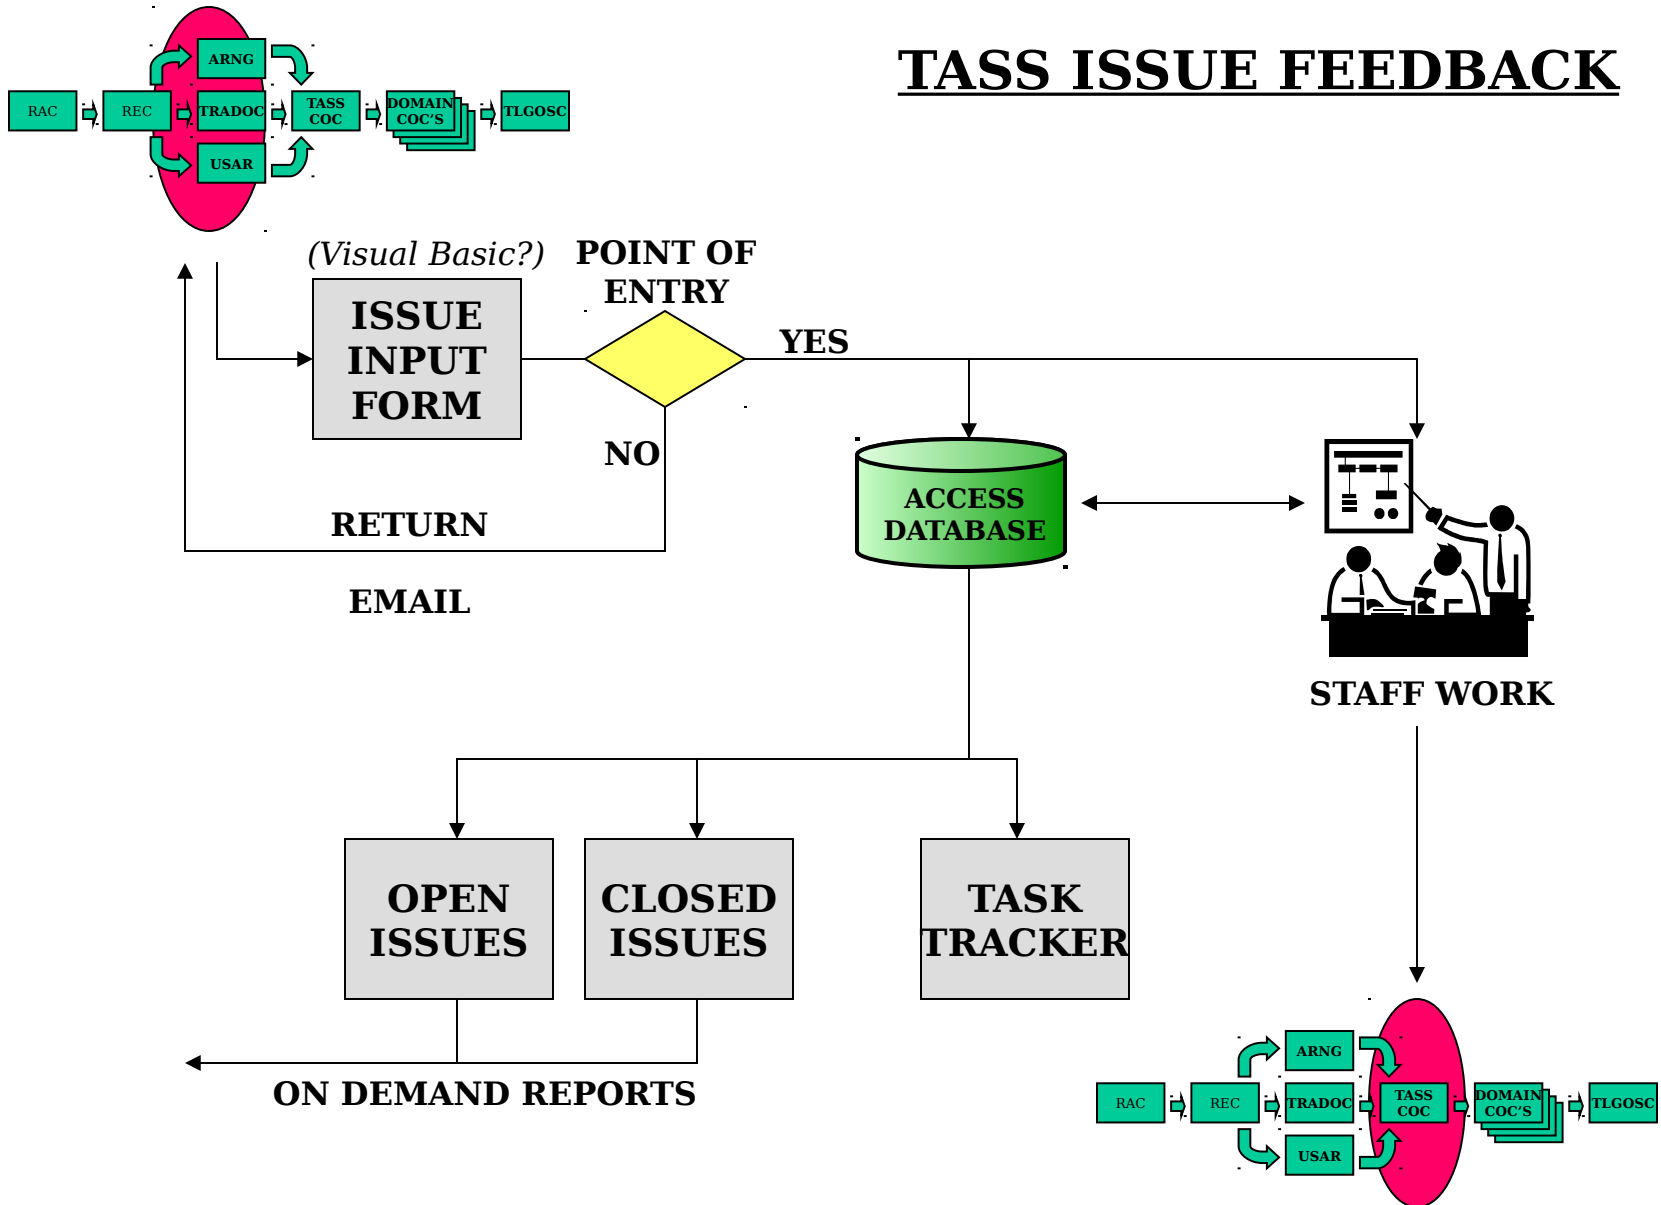 TASS ISSUE FEEDBACK
ARNG
RAC
REC
TRADOC
TASS
COC
DOMAIN
COC'S
TLGOSC
USAR
(Visual Basic?)
POINT OF
ENTRY
ISSUE
INPUT
FORM
YES
NO
RETURN
EMAIL
ACCESS
DATABASE
STAFF WORK
OPEN
ISSUES
CLOSED
ISSUES
TASK
TRACKER
ON DEMAND REPORTS
ARNG
RAC
REC
TRADOC
TASS
COC
DOMAIN
COC'S
TLGOSC
USAR